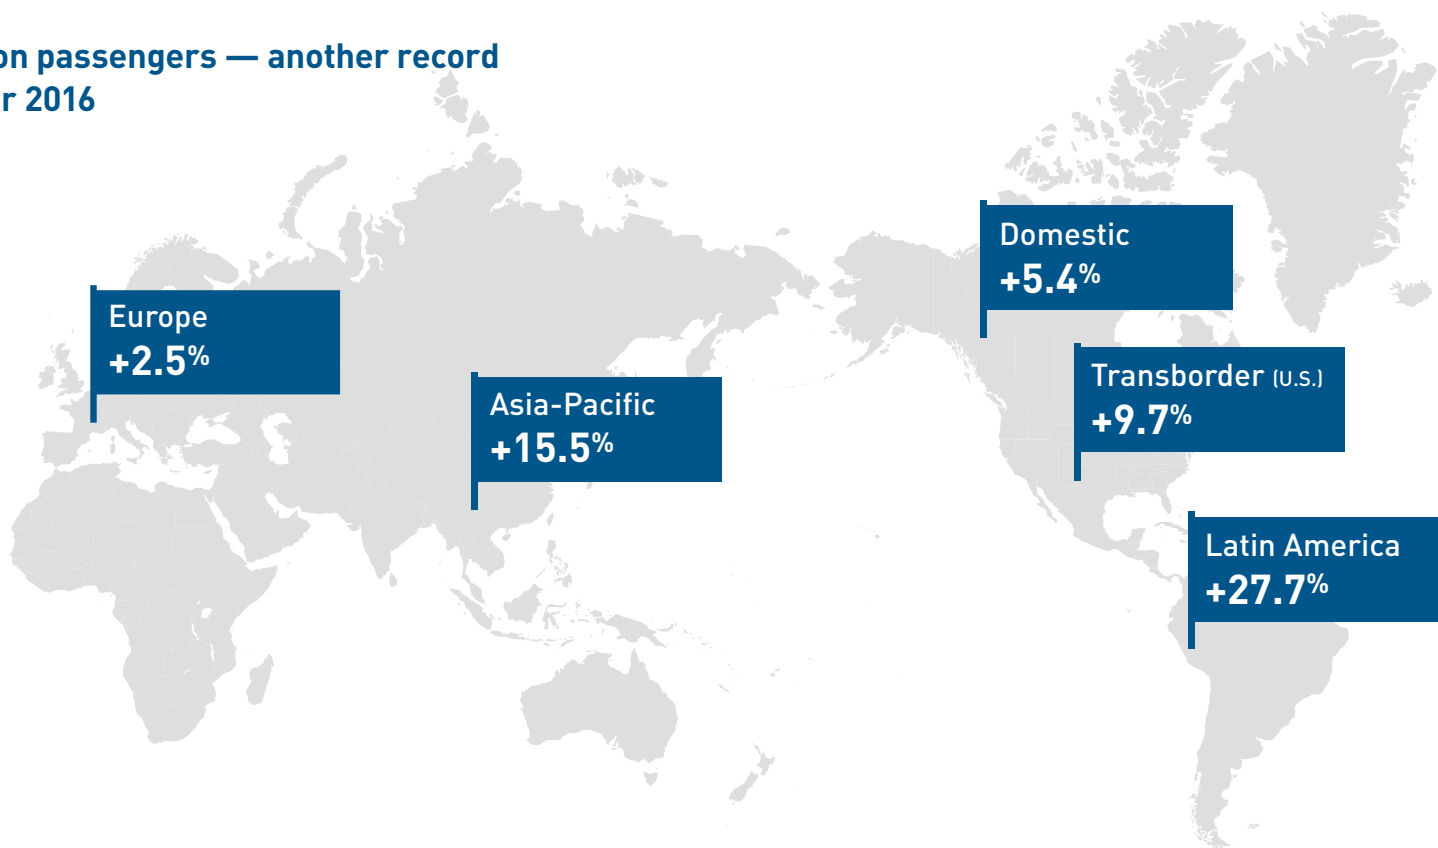 on passengers — another record
r 2016
Domestic
+5.4%
Europe
+2.5%
Transborder (U.S.)
+9.7%
Asia-Pacific
+15.5%
Latin America
+27.7%